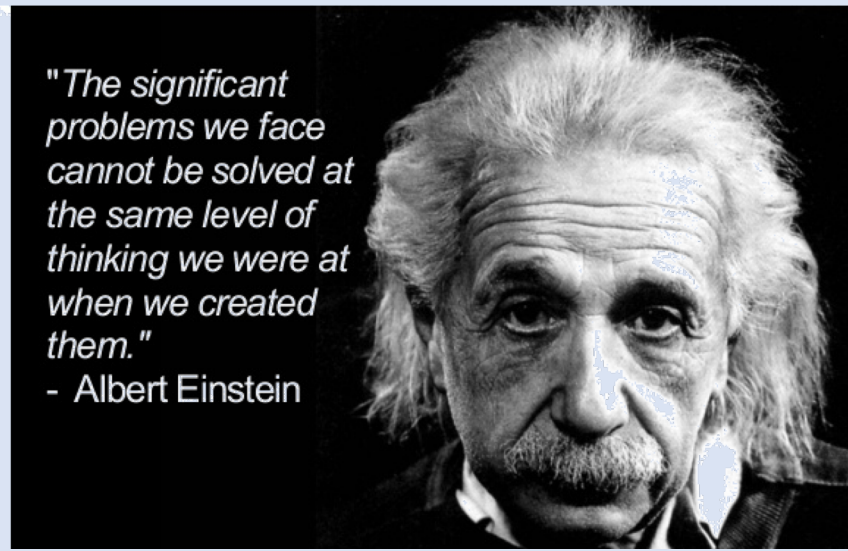 "The significant
problems we face
cannot be solved at
the same level of
thinking we were at
when we created
them."
- Albert Einstein